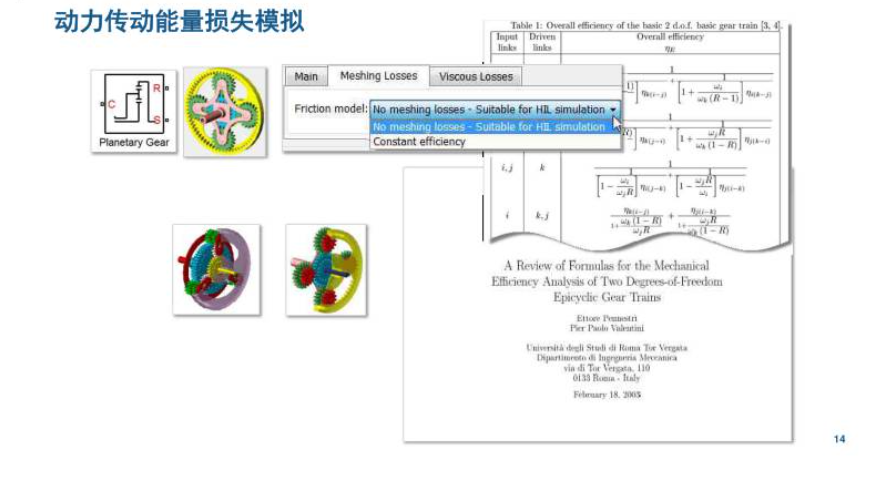 动力传动能量损失模拟
R
C
S
Planetary Gear
Main Meshing Losses Viscous Losses
Friction model: No meshing losses - Suitable for HIL simulation
No meshing losses - Suitable for HIL simulation
Constant efficiency
Table 1: Overall efficiency of the basic 2 d.o.f. basic gear train [3, 4].
Input Driven Overall efficiency
links links
i, j k
i k, j
A Review of Formulas for the Mechanical
Efficiency Analysis of Two Degrees-of-Freedom
Epicyclic Gear Trains
Ettore Pennestrì
Pier Paolo Valentini
Università degli Studi di Roma Tor Vergata
Dipartimento di Ingegneria Meccanica
via di Tor Vergata, 110
0133 Roma - Italy
February 18, 2003
14